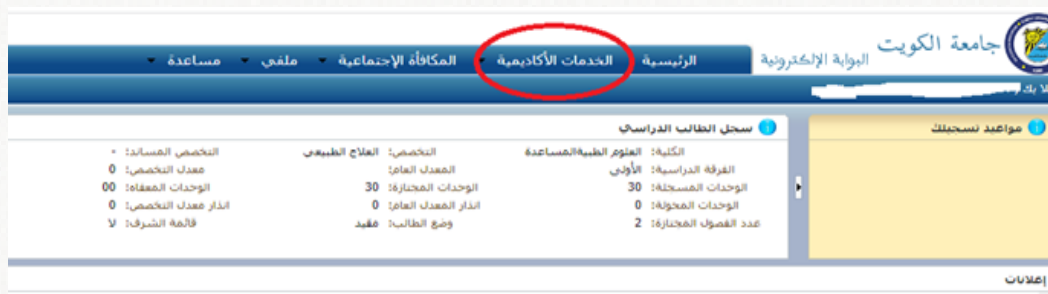 جامعة الكويت
البوابة الإلكترونية
الرئيسية الخدمات الأكاديمية المكافأة الإجتماعية ملفي مساعدة
بك
مواعيد تسجيلك
سجل الطالب الدراسي
الكلية: العلوم الطبيةالمساعدة التخصص: العلاج الطبيعي التخصص المساند: -
الفرقة الدراسية: الأولى المعدل العام: معدل التخصص: 0
الوحدات المسجلة: 30 الوحدات المجتازة: 30 الوحدات المعفاه: 00
الوحدات المحولة: 0 انذار المعدل العام: 0 انذار معدل التخصص: 0
عدد الفصول المجتازة: 2 وضع الطالب: مقيد قائمة الشرف: لا
إعلانات